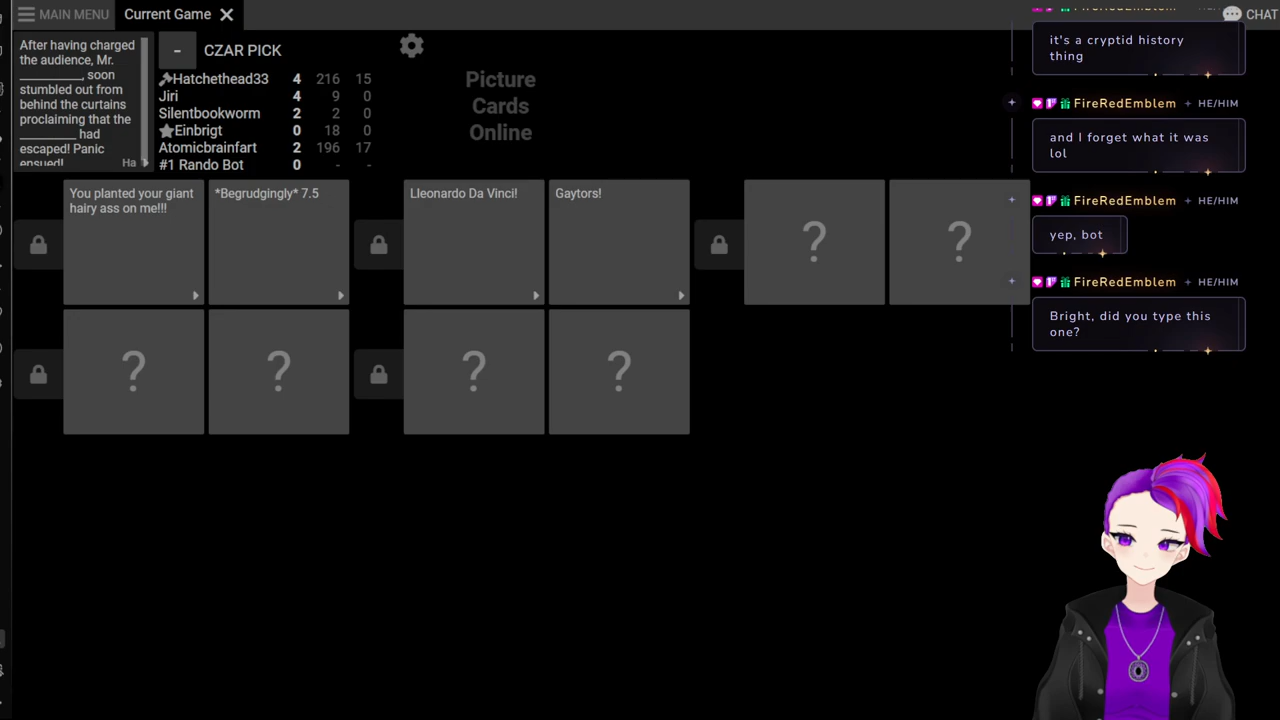 MAIN MENU
Current Game
CHAT
After having charged
the audience, Mr.
__________, soon
stumbled out from
behind the curtains
proclaiming that the
_________ had
escaped! Panic
ensued!
Ha
-
CZAR PICK
Hatchethead33 4 216 15
Jiri 4 9 0
Silentbookworm 2 2 0
Einbrigt 0 18 0
Atomicbrainfart 2 196 17
#1 Rando Bot 0 - -
Picture
Cards
Online
You planted your giant
hairy ass on me!!!
*Begrudgingly* 7.5
Lleonardo Da Vinci!
Gaytors!
?
?
?
?
?
?
it's a cryptid history
thing
FireRedEmblem HE/HIM
and I forget what it was
lol
FireRedEmblem HE/HIM
yep, bot
FireRedEmblem HE/HIM
Bright, did you type this
one?